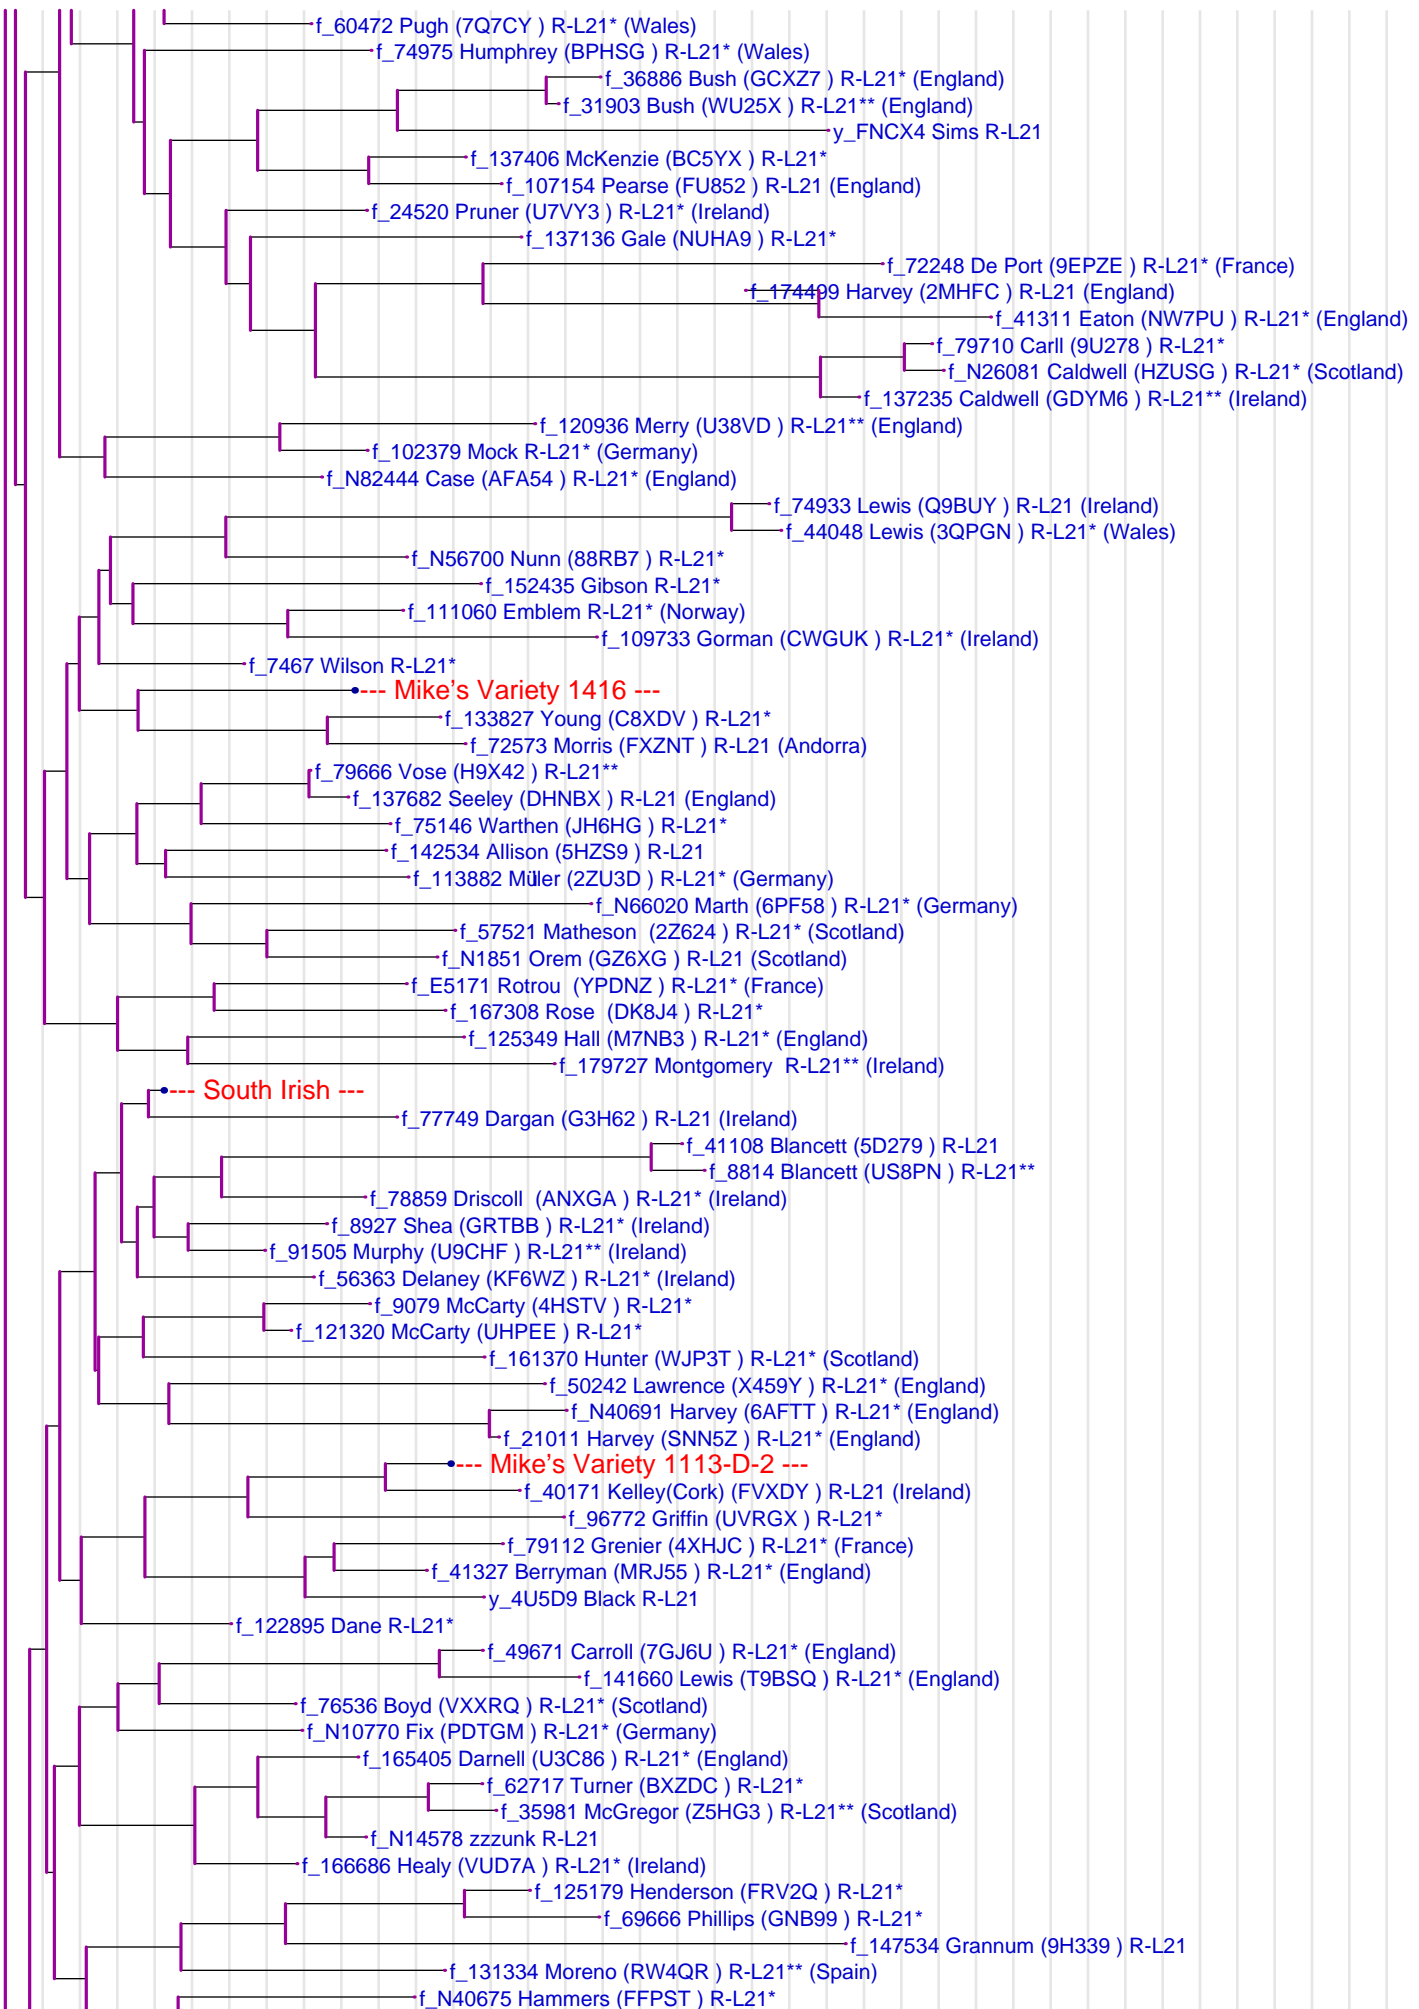 f_60472 Pugh (7Q7CY ) R-L21* (Wales)
f_74975 Humphrey (BPHSG ) R-L21* (Wales)
f_36886 Bush (GCXZ7 ) R-L21* (England)
f_31903 Bush (WU25X ) R-L21** (England)
y_FNCX4 Sims R-L21
f_137406 McKenzie (BC5YX ) R-L21*
f_107154 Pearse (FU852 ) R-L21 (England)
f_24520 Pruner (U7VY3 ) R-L21* (Ireland)
f_137136 Gale (NUHA9 ) R-L21*
f_72248 De Port (9EPZE ) R-L21* (France)
f_174499 Harvey (2MHFC ) R-L21 (England)
f_41311 Eaton (NW7PU ) R-L21* (England)
f_79710 Carll (9U278 ) R-L21*
f_N26081 Caldwell (HZUSG ) R-L21* (Scotland)
f_137235 Caldwell (GDYM6 ) R-L21** (Ireland)
f_120936 Merry (U38VD ) R-L21** (England)
f_102379 Mock R-L21* (Germany)
f_N82444 Case (AFA54 ) R-L21* (England)
f_74933 Lewis (Q9BUY ) R-L21 (Ireland)
f_44048 Lewis (3QPGN ) R-L21* (Wales)
f_N56700 Nunn (88RB7 ) R-L21*
f_152435 Gibson R-L21*
f_111060 Emblem R-L21* (Norway)
f_109733 Gorman (CWGUK ) R-L21* (Ireland)
f_7467 Wilson R-L21*
--- Mike's Variety 1416 ---
f_133827 Young (C8XDV ) R-L21*
f_72573 Morris (FXZNT ) R-L21 (Andorra)
f_79666 Vose (H9X42 ) R-L21**
f_137682 Seeley (DHNBX ) R-L21 (England)
f_75146 Warthen (JH6HG ) R-L21*
f_142534 Allison (5HZS9 ) R-L21
f_113882 Müller (2ZU3D ) R-L21* (Germany)
f_N66020 Marth (6PF58 ) R-L21* (Germany)
f_57521 Matheson  (2Z624 ) R-L21* (Scotland)
f_N1851 Orem (GZ6XG ) R-L21 (Scotland)
f_E5171 Rotrou  (YPDNZ ) R-L21* (France)
f_167308 Rose  (DK8J4 ) R-L21*
f_125349 Hall (M7NB3 ) R-L21* (England)
f_179727 Montgomery  R-L21** (Ireland)
--- South Irish ---
f_77749 Dargan (G3H62 ) R-L21 (Ireland)
f_41108 Blancett (5D279 ) R-L21
f_8814 Blancett (US8PN ) R-L21**
f_78859 Driscoll  (ANXGA ) R-L21* (Ireland)
f_8927 Shea (GRTBB ) R-L21* (Ireland)
f_91505 Murphy (U9CHF ) R-L21** (Ireland)
f_56363 Delaney (KF6WZ ) R-L21* (Ireland)
f_9079 McCarty (4HSTV ) R-L21*
f_121320 McCarty (UHPEE ) R-L21*
f_161370 Hunter (WJP3T ) R-L21* (Scotland)
f_50242 Lawrence (X459Y ) R-L21* (England)
f_N40691 Harvey (6AFTT ) R-L21* (England)
f_21011 Harvey (SNN5Z ) R-L21* (England)
--- Mike's Variety 1113-D-2 ---
f_40171 Kelley(Cork) (FVXDY ) R-L21 (Ireland)
f_96772 Griffin (UVRGX ) R-L21*
f_79112 Grenier (4XHJC ) R-L21* (France)
f_41327 Berryman (MRJ55 ) R-L21* (England)
y_4U5D9 Black R-L21
f_122895 Dane R-L21*
f_49671 Carroll (7GJ6U ) R-L21* (England)
f_141660 Lewis (T9BSQ ) R-L21* (England)
f_76536 Boyd (VXXRQ ) R-L21* (Scotland)
f_N10770 Fix (PDTGM ) R-L21* (Germany)
f_165405 Darnell (U3C86 ) R-L21* (England)
f_62717 Turner (BXZDC ) R-L21*
f_35981 McGregor (Z5HG3 ) R-L21** (Scotland)
f_N14578 zzzunk R-L21
f_166686 Healy (VUD7A ) R-L21* (Ireland)
f_125179 Henderson (FRV2Q ) R-L21*
f_69666 Phillips (GNB99 ) R-L21*
f_147534 Grannum (9H339 ) R-L21
f_131334 Moreno (RW4QR ) R-L21** (Spain)
f_N40675 Hammers (FFPST ) R-L21*